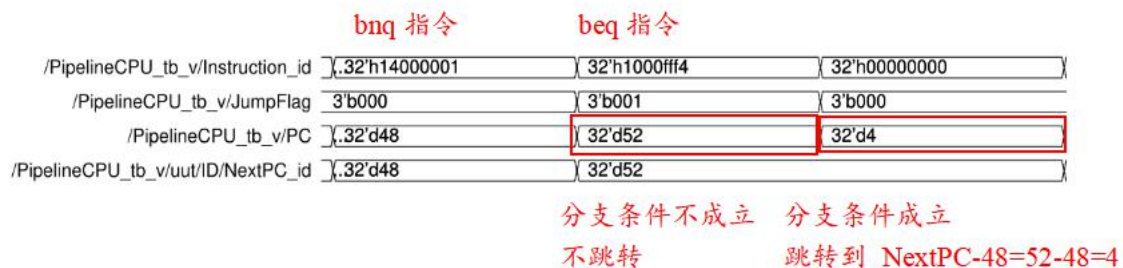 bnq 指令 beq 指令
/PipelineCPU_tb_v/Instruction_id ..32'h14000001 32'h1000fff4 32'h00000000
/PipelineCPU_tb_v/JumpFlag 3'b000 3'b001 3'b000
/PipelineCPU_tb_v/PC ..32'd48 32'd52 32'd4
/PipelineCPU_tb_v/uut/ID/NextPC_id ..32'd48 32'd52
分支条件不成立 分支条件成立
不跳转 跳转到 NextPC-48=52-48=4